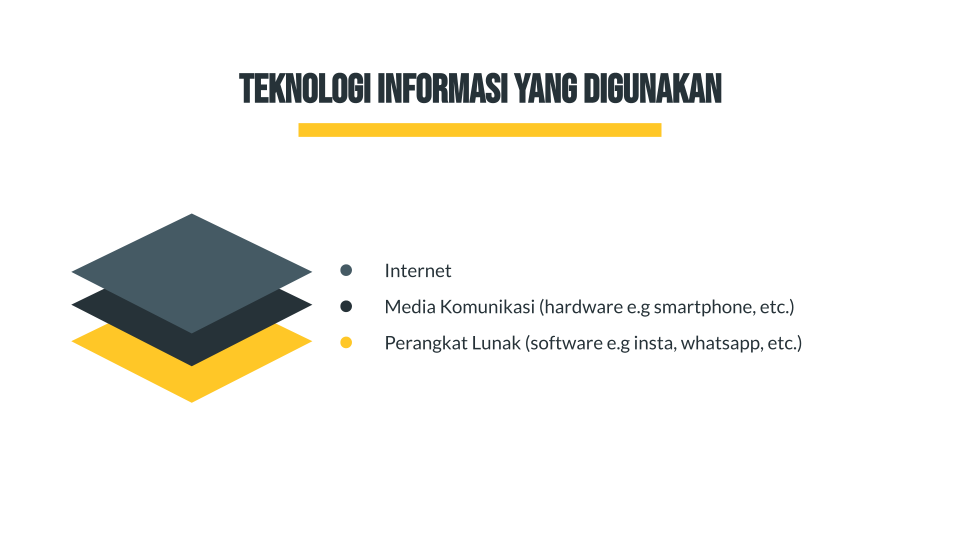 TEKNOLOGI INFORMASI YANG DIGUNAKAN
Internet
Media Komunikasi (hardware e.g smartphone, etc.)
Perangkat Lunak (software e.g insta, whatsapp, etc.)